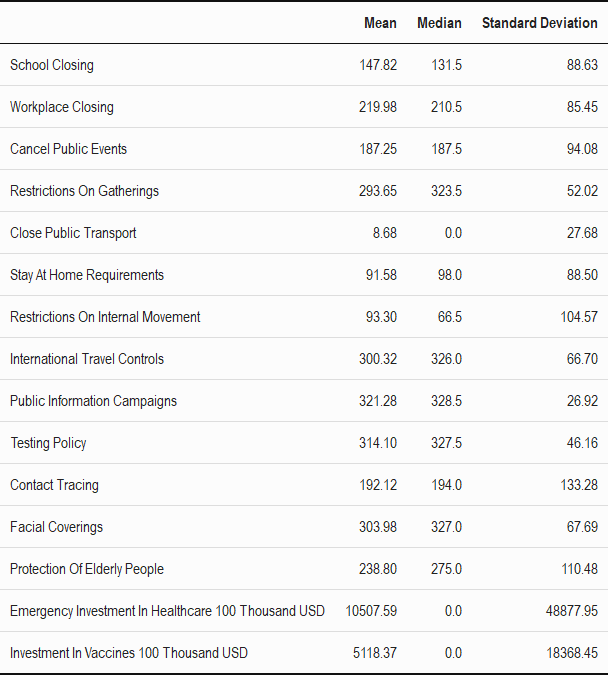 Mean Median Standard Deviation
School Closing 147.82 131.5 88.63
Workplace Closing 219.98 210.5 85.45
Cancel Public Events 187.25 187.5 94.08
Restrictions On Gatherings 293.65 323.5 52.02
Close Public Transport 8.68 0.0 27.68
Stay At Home Requirements 91.58 98.0 88.50
Restrictions On Internal Movement 93.30 66.5 104.57
International Travel Controls 300.32 326.0 66.70
Public Information Campaigns 321.28 328.5 26.92
Testing Policy 314.10 327.5 46.16
Contact Tracing 192.12 194.0 133.28
Facial Coverings 303.98 327.0 67.69
Protection Of Elderly People 238.80 275.0 110.48
Emergency Investment In Healthcare 100 Thousand USD 10507.59 0.0 48877.95
Investment In Vaccines 100 Thousand USD 5118.37 0.0 18368.45